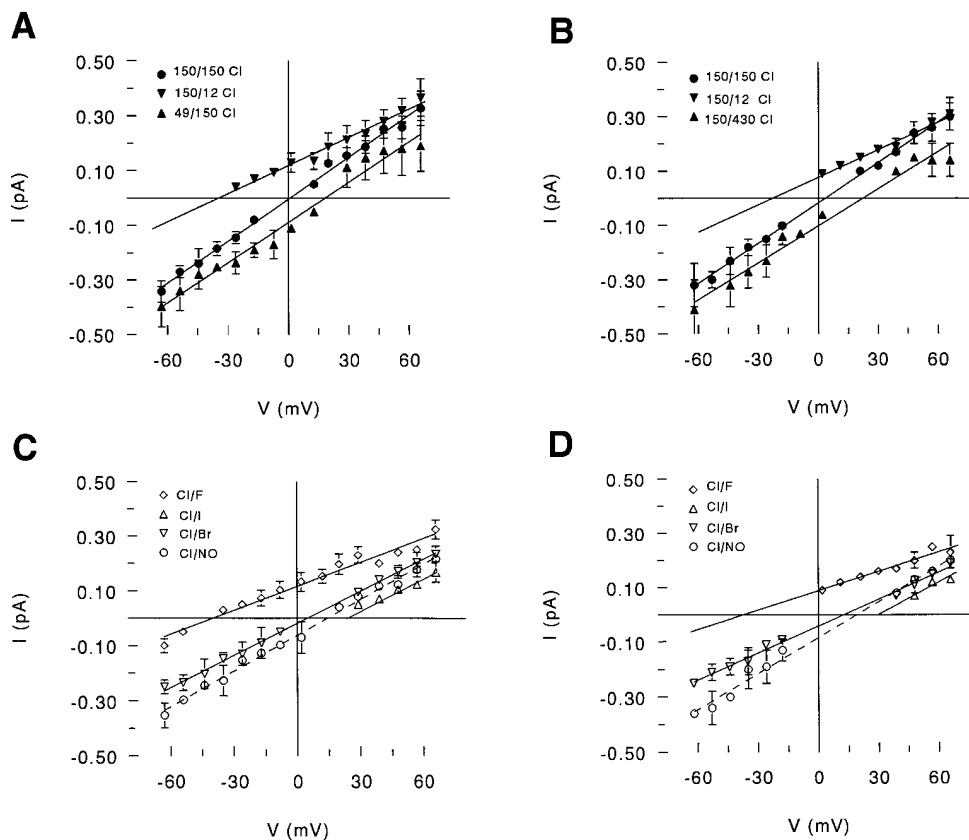 A
150/150 Cl
150/12 Cl
49/150 Cl
I (pA)
0.50
0.30
0.10
-0.10
-0.30
-0.50
-60 -30 0 30 60
V (mV)
B
150/150 Cl
150/12 Cl
150/430 Cl
I (pA)
0.50
0.30
0.10
-0.10
-0.30
-0.50
-60 -30 0 30 60
V (mV)
C
Cl/F
Cl/I
Cl/Br
Cl/NO
I (pA)
0.50
0.30
0.10
-0.10
-0.30
-0.50
-60 -30 0 30 60
V (mV)
D
Cl/F
Cl/I
Cl/Br
Cl/NO
I (pA)
0.50
0.30
0.10
-0.10
-0.30
-0.50
-60 -30 0 30 60
V (mV)